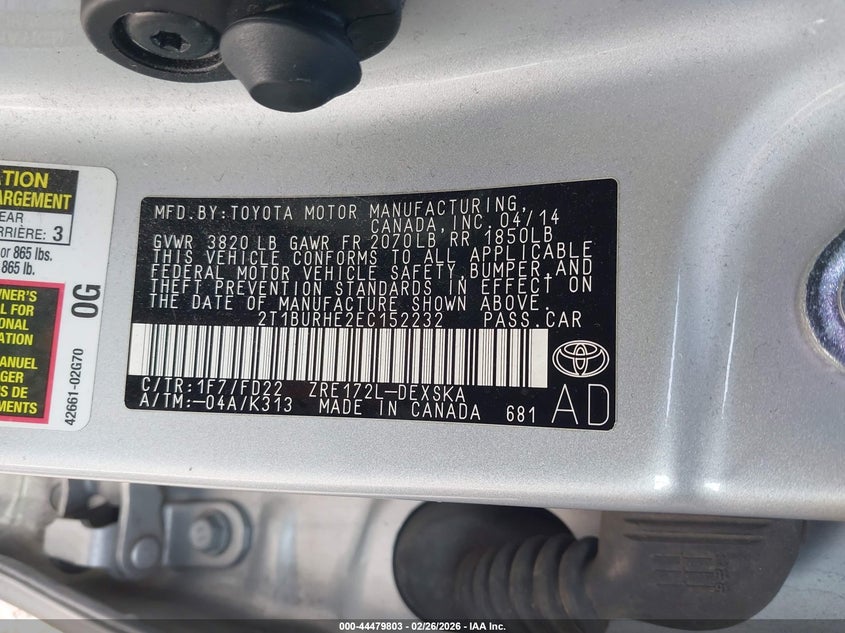 TION
ARGEMENT
EAR
RRIÈRE: 3
or 865 lbs.
865 lb.
WNER'S
L FOR
IONAL
ATION
ANUEL
GER
US DE
EMENTS
42661-02G70
0G
MFD.BY:TOYOTA MOTOR MANUFACTURING,
CANADA,INC. 04/14
GVWR 3820 LB GAWR FR 2070LB RR 1850LB
THIS VEHICLE CONFORMS TO ALL APPLICABLE
FEDERAL MOTOR VEHICLE SAFETY,BUMPER,AND
THEFT PREVENTION STANDARDS IN EFFECT ON
THE DATE OF MANUFACTURE SHOWN ABOVE.
2T1BURHE2EC152232 PASS.CAR
C/TR:1F7/FD22 ZRE172L-DEXSKA
A/TM:-04A/K313 MADE IN CANADA 681
AD
000-44479803 - 02/26/2026 - IAA Inc.